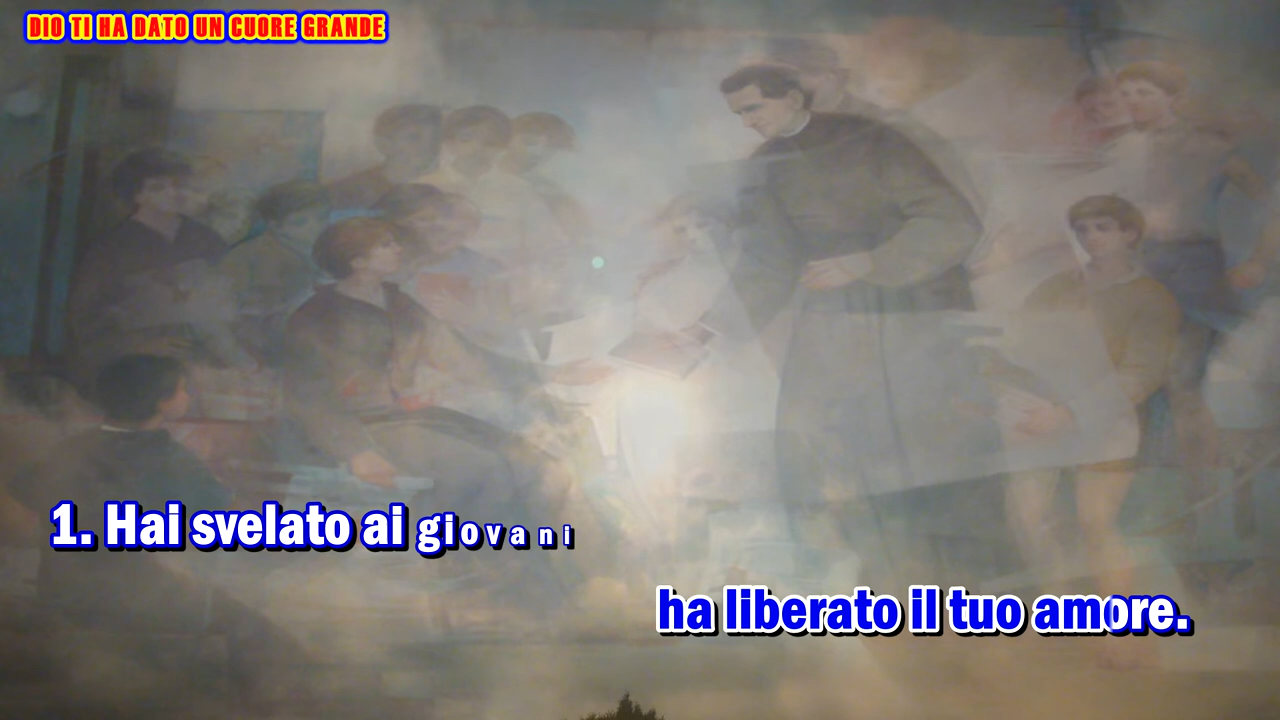 DIO TI HA DATO UN CUORE GRANDE
1. Hai svelato ai giovani
ha liberato il tuo amore.